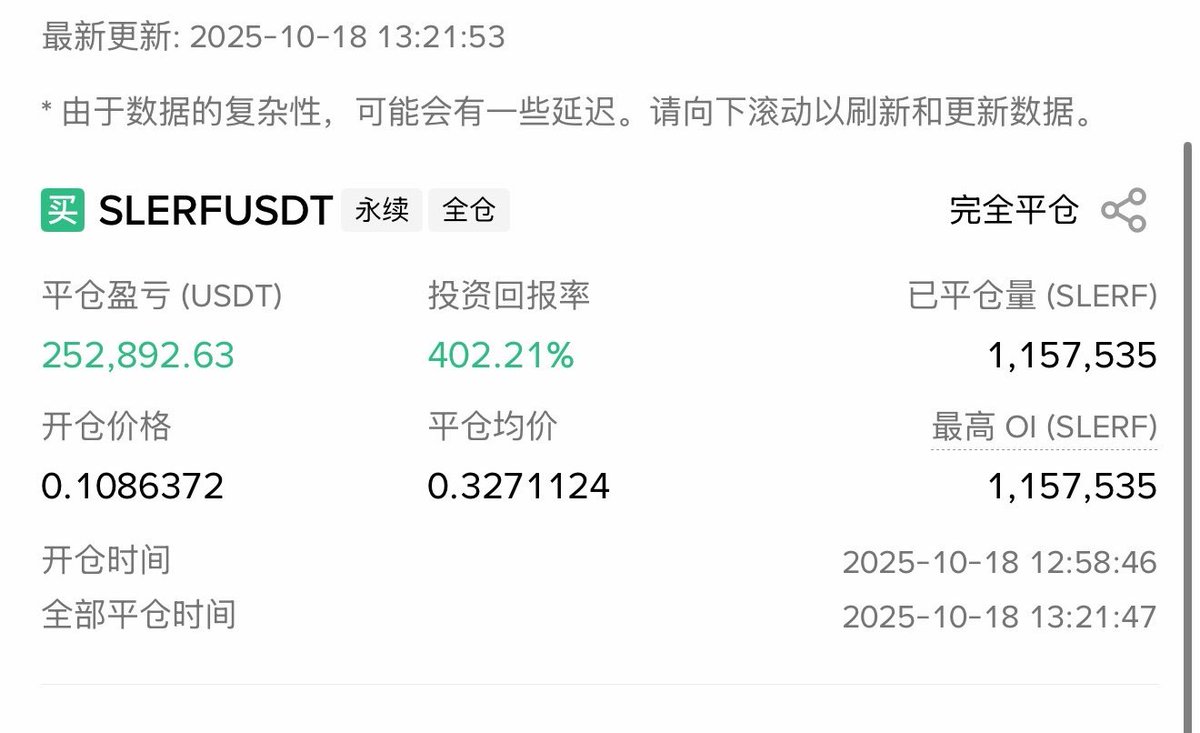 最新更新: 2025-10-18 13:21:53
* 由于数据的复杂性，可能会有一些延迟。请向下滚动以刷新和更新数据。
买 SLERFUSDT 永续 全仓 完全平仓
平仓盈亏 (USDT) 投资回报率 已平仓量 (SLERF)
252,892.63 402.21% 1,157,535
开仓价格 平仓均价 最高 OI (SLERF)
0.1086372 0.3271124 1,157,535
开仓时间 2025-10-18 12:58:46
全部平仓时间 2025-10-18 13:21:47